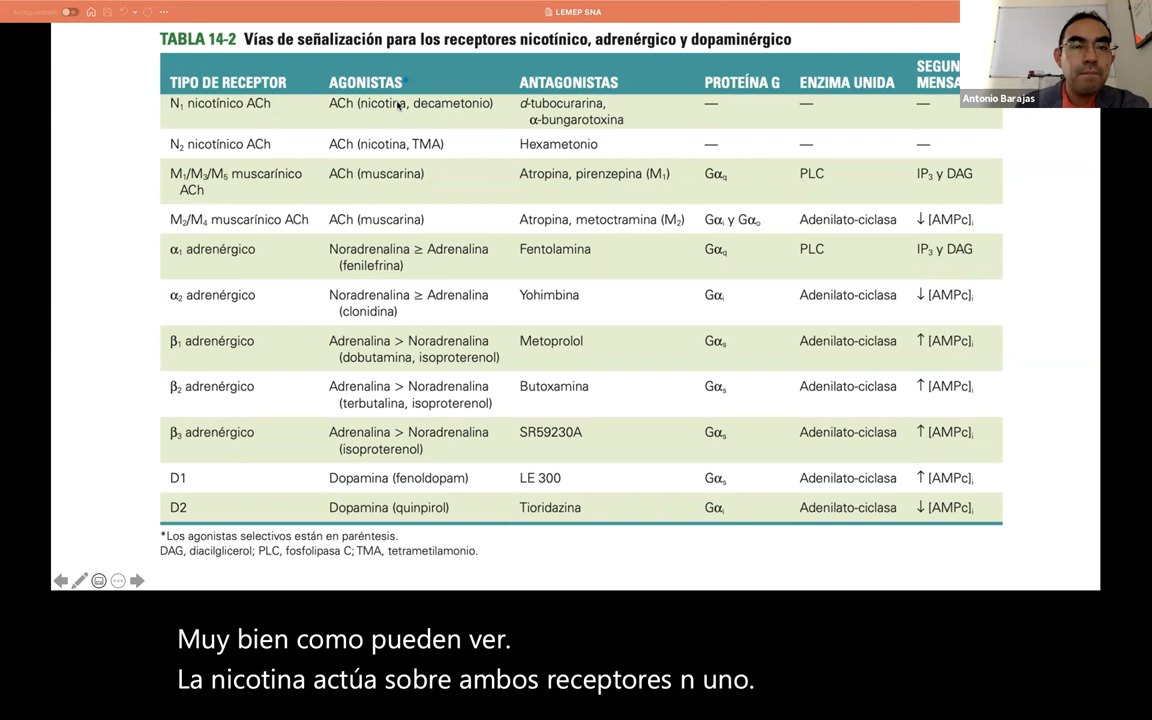 Autoguardado
LEMEP SNA
TABLA 14-2 Vías de señalización para los receptores nicotínico, adrenérgico y dopaminérgico
TIPO DE RECEPTOR AGONISTAS* ANTAGONISTAS PROTEÍNA G ENZIMA UNIDA SEGUN
MENSA
Antonio Barajas
N₁ nicotínico ACh ACh (nicotina, decametonio) d-tubocurarina, — — —
α-bungarotoxina
N₂ nicotínico ACh ACh (nicotina, TMA) Hexametonio — — —
M₁/M₃/M₅ muscarínico ACh (muscarina) Atropina, pirenzepina (M₁) Gα_q PLC IP₃ y DAG
ACh
M₂/M₄ muscarínico ACh ACh (muscarina) Atropina, metoctramina (M₂) Gαᵢ y Gαₒ Adenilato-ciclasa ↓ [AMPc]ᵢ
α₁ adrenérgico Noradrenalina ≥ Adrenalina Fentolamina Gα_q PLC IP₃ y DAG
(fenilefrina)
α₂ adrenérgico Noradrenalina ≥ Adrenalina Yohimbina Gαᵢ Adenilato-ciclasa ↓ [AMPc]ᵢ
(clonidina)
β₁ adrenérgico Adrenalina > Noradrenalina Metoprolol Gαₛ Adenilato-ciclasa ↑ [AMPc]ᵢ
(dobutamina, isoproterenol)
β₂ adrenérgico Adrenalina > Noradrenalina Butoxamina Gαₛ Adenilato-ciclasa ↑ [AMPc]ᵢ
(terbutalina, isoproterenol)
β₃ adrenérgico Adrenalina > Noradrenalina SR59230A Gαₛ Adenilato-ciclasa ↑ [AMPc]ᵢ
(isoproterenol)
D1 Dopamina (fenoldopam) LE 300 Gαₛ Adenilato-ciclasa ↑ [AMPc]ᵢ
D2 Dopamina (quinpirol) Tioridazina Gαᵢ Adenilato-ciclasa ↓ [AMPc]ᵢ
*Los agonistas selectivos están en paréntesis.
DAG, diacilglicerol; PLC, fosfolipasa C; TMA, tetrametilamonio.
Muy bien como pueden ver.
La nicotina actúa sobre ambos receptores n uno.